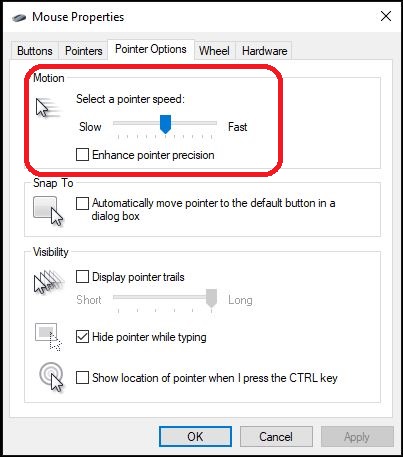 Mouse Properties
Buttons Pointers Pointer Options Wheel Hardware
Motion
Select a pointer speed:
Slow Fast
Enhance pointer precision
Snap To
Automatically move pointer to the default button in a
dialog box
Visibility
Display pointer trails
Short Long
Hide pointer while typing
Show location of pointer when I press the CTRL key
OK Cancel Apply